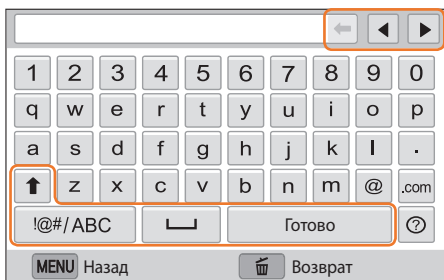 1 2 3 4 5 6 7 8 9 0
q w e r t y u i o p
a s d f g h j k l .
z x c v b n m @ .com
!@#/ABC Готово ?
MENU Назад Возврат